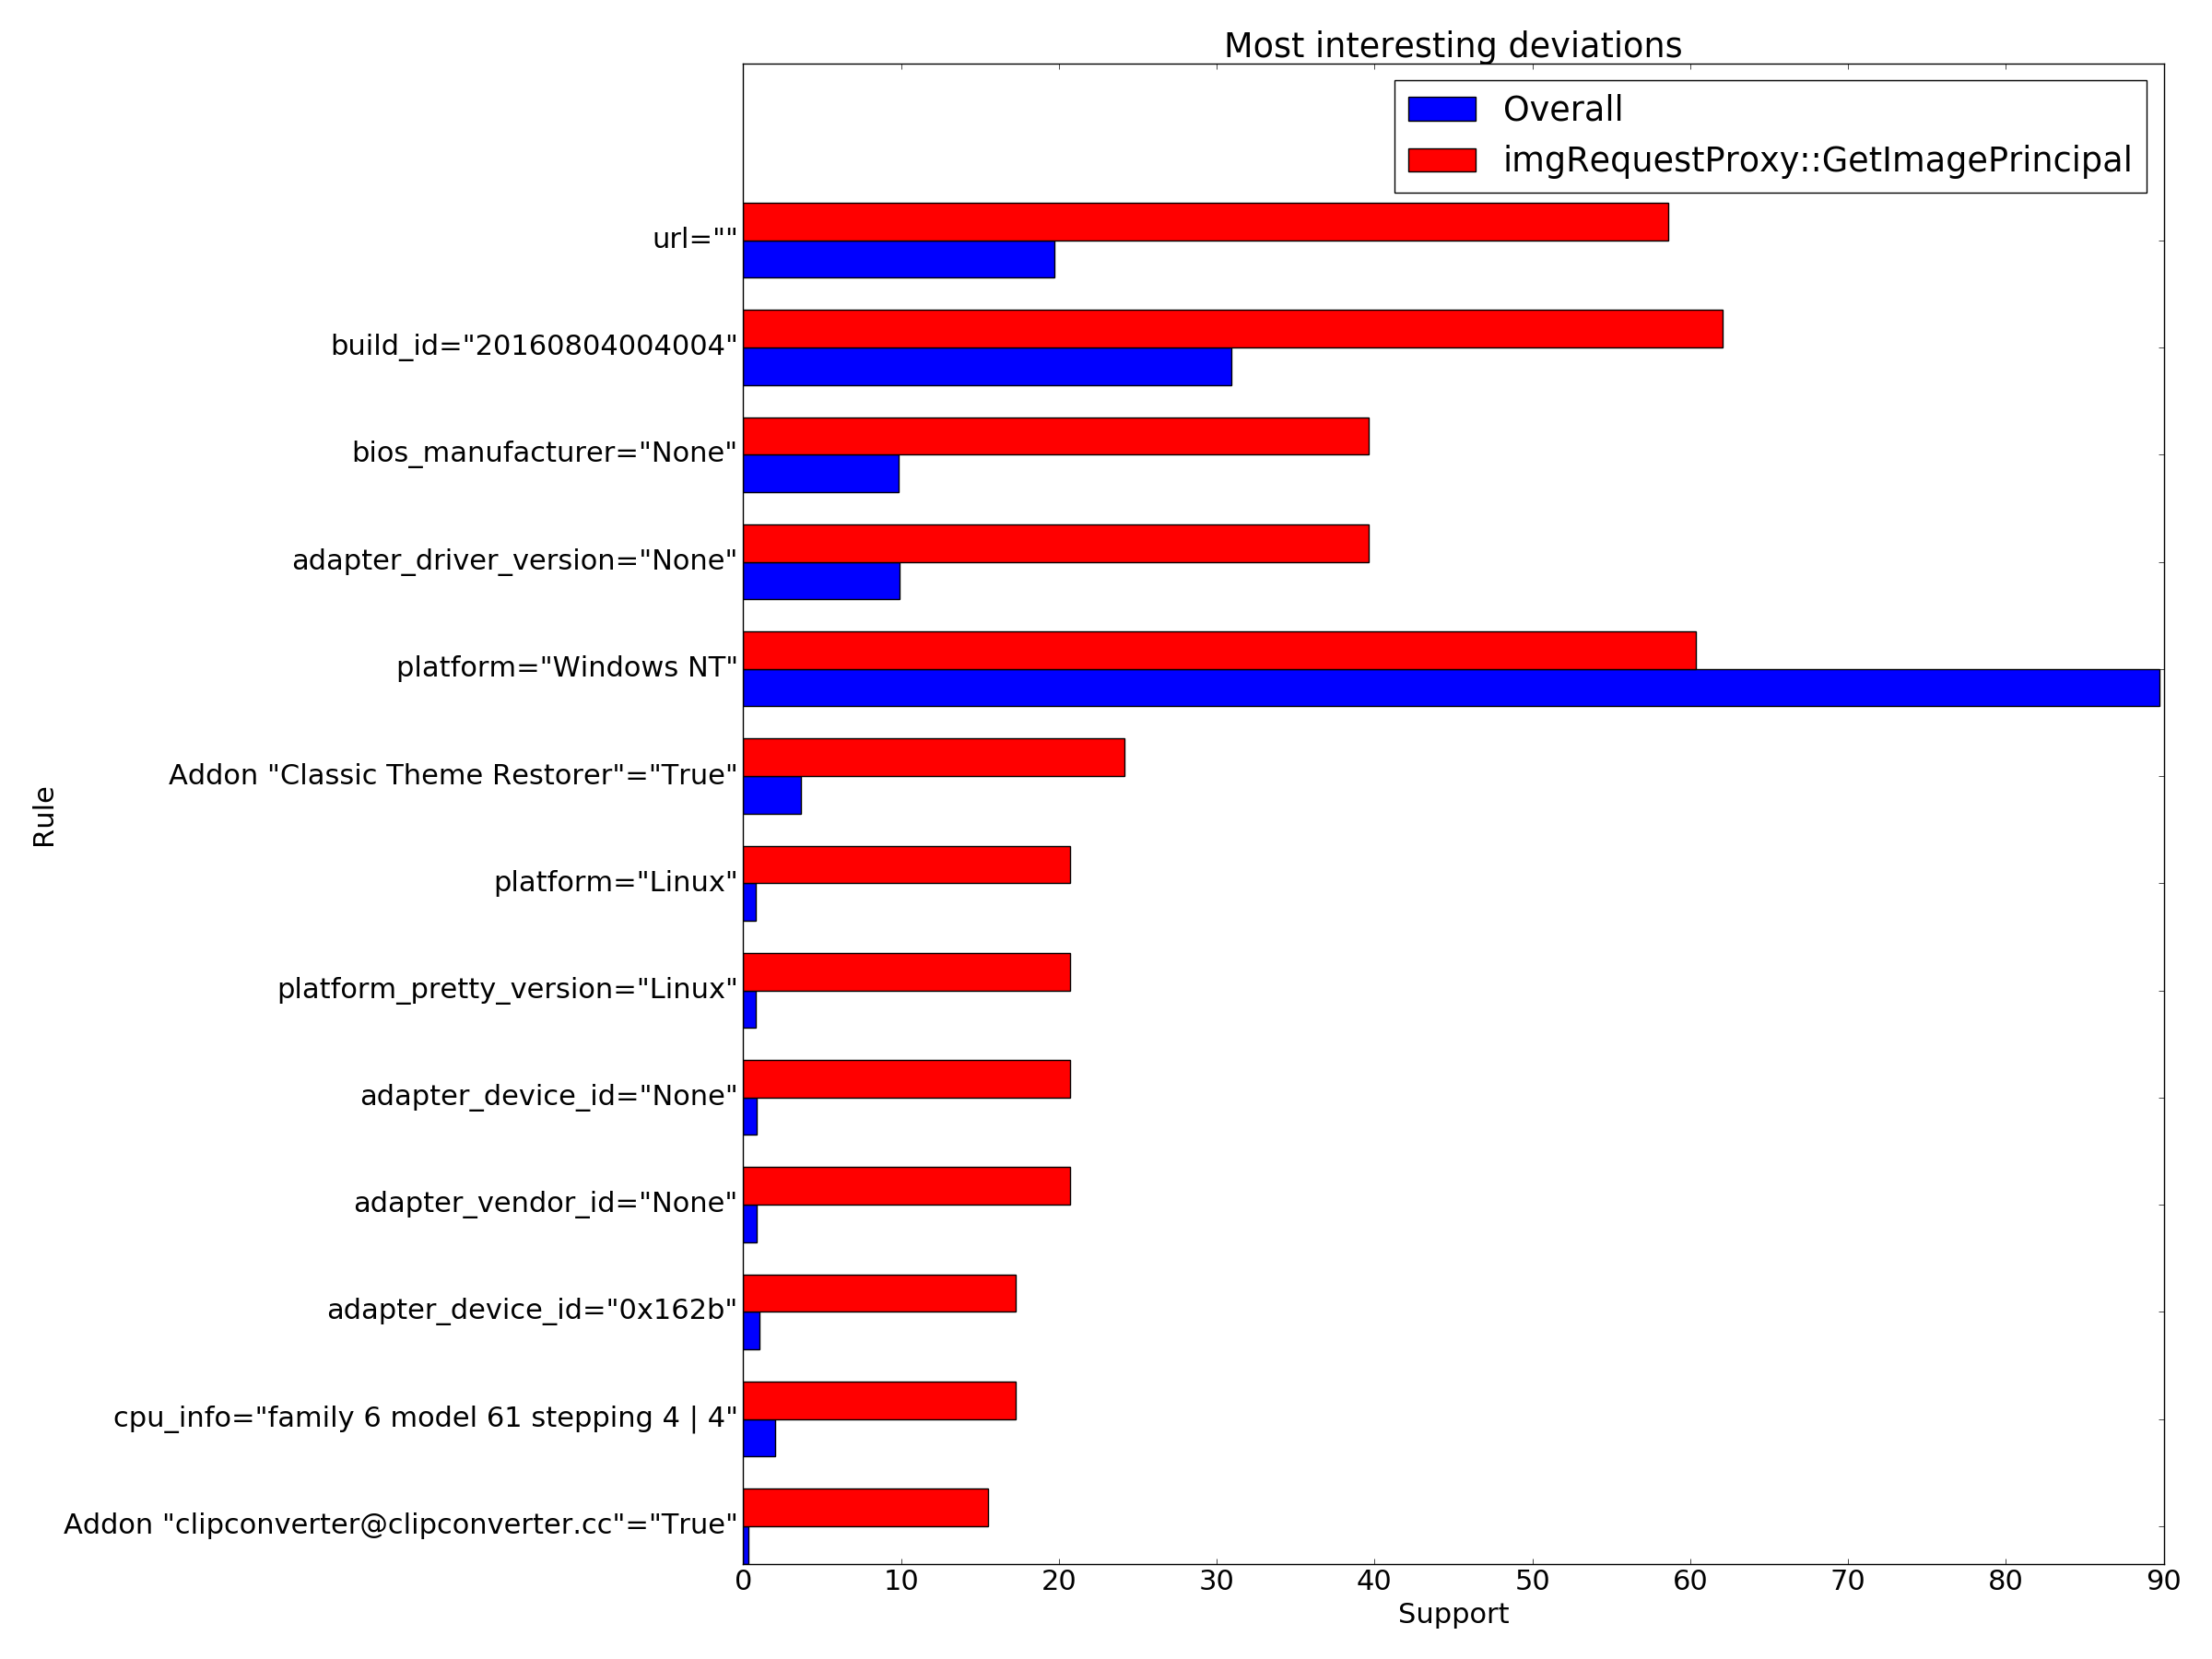 Most interesting deviations
Overall
imgRequestProxy::GetImagePrincipal
url=""
build_id="20160804004004"
bios_manufacturer="None"
adapter_driver_version="None"
platform="Windows NT"
Addon "Classic Theme Restorer"="True"
platform="Linux"
platform_pretty_version="Linux"
adapter_device_id="None"
adapter_vendor_id="None"
adapter_device_id="0x162b"
cpu_info="family 6 model 61 stepping 4 | 4"
Addon "clipconverter@clipconverter.cc"="True"
Rule
0 10 20 30 40 50 60 70 80 90
Support